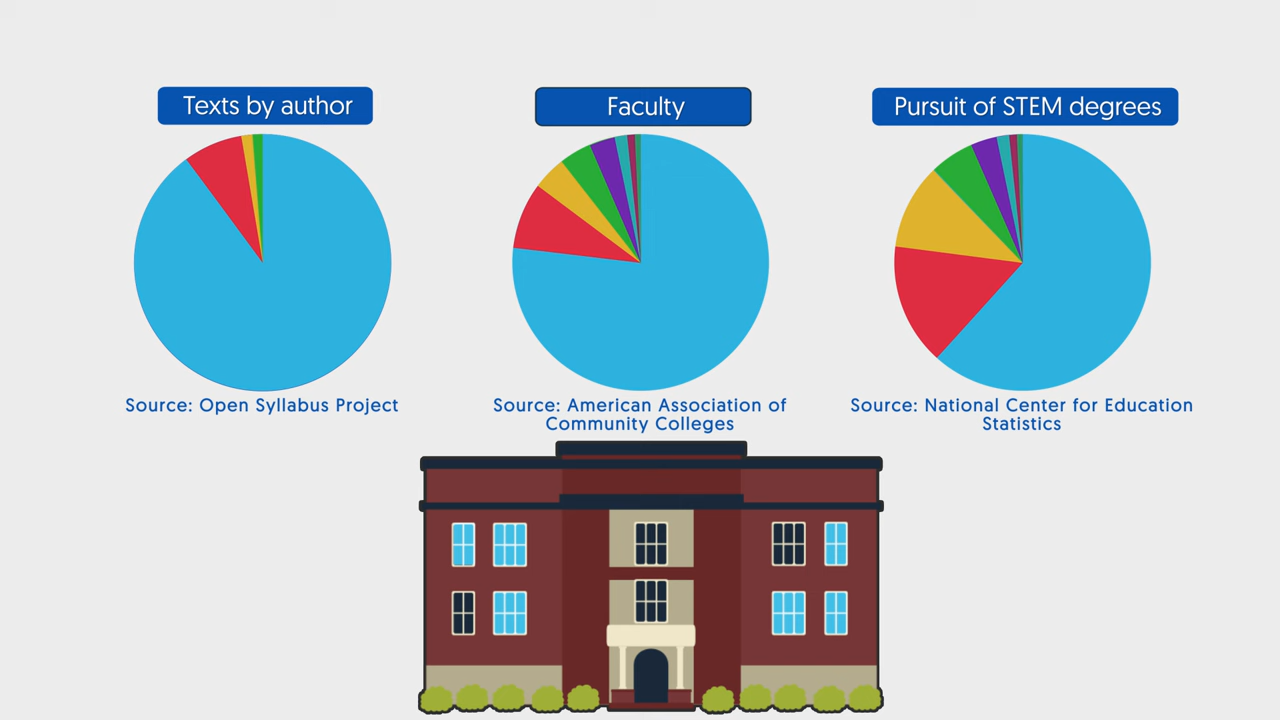 Texts by author
Faculty
Pursuit of STEM degrees
Source: Open Syllabus Project
Source: American Association of
Community Colleges
Source: National Center for Education
Statistics